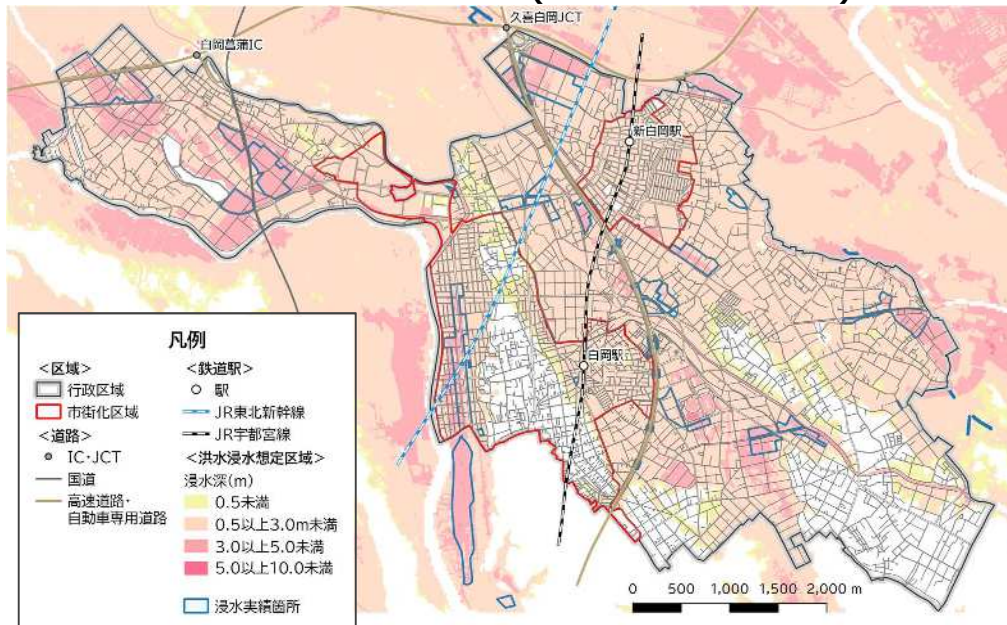 久喜白岡JCT
白岡菖蒲IC
新白岡駅
白岡駅
凡例
<区域>
行政区域
市街化区域
<道路>
IC・JCT
国道
高速道路・
自動車専用道路
<鉄道駅>
駅
JR東北新幹線
JR宇都宮線
<洪水浸水想定区域>
浸水深(m)
0.5未満
0.5以上3.0m未満
3.0以上5.0未満
5.0以上10.0未満
浸水実績箇所
0 500 1,000 1,500 2,000 m